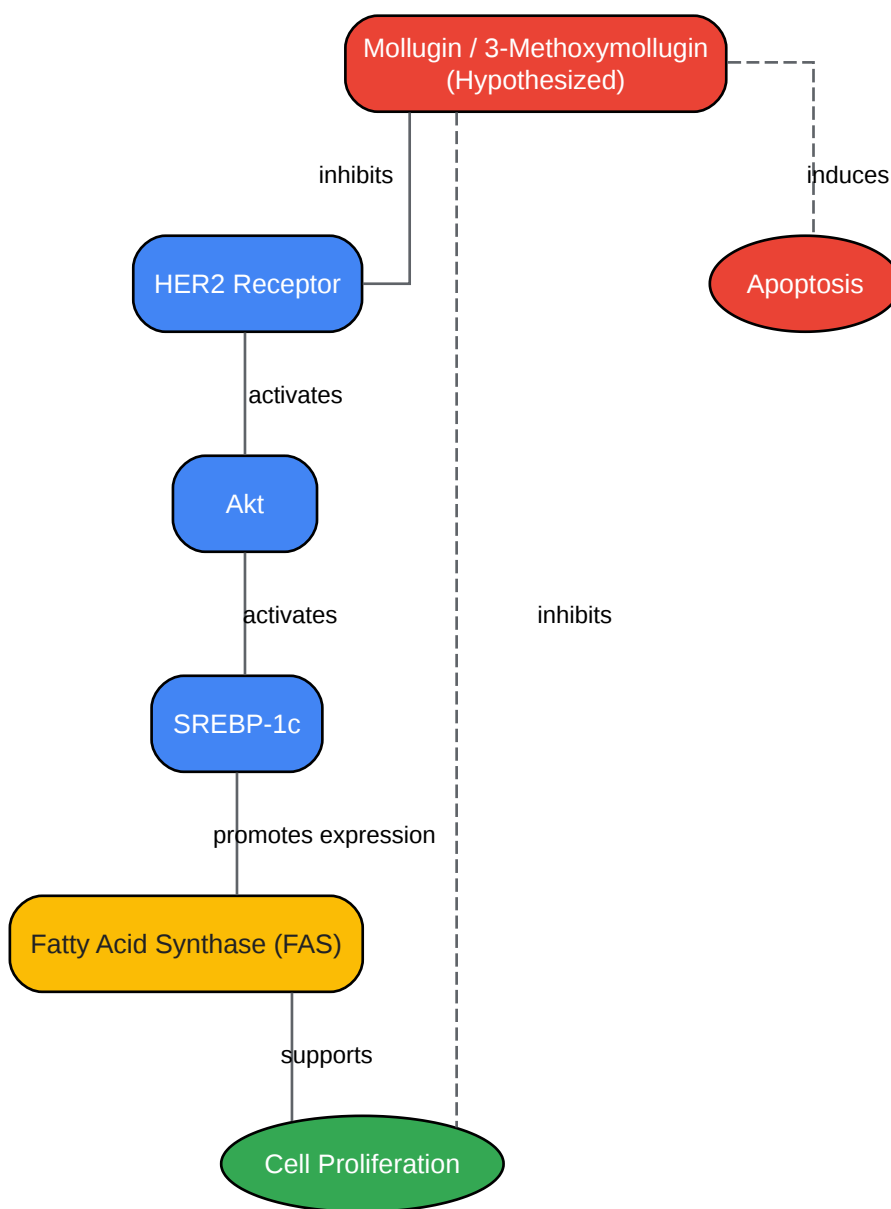 Mollugin / 3-Methoxymollugin
(Hypothesized)
inhibits
induces
HER2 Receptor
Apoptosis
activates
Akt
activates
inhibits
SREBP-1c
promotes expression
Fatty Acid Synthase (FAS)
supports
Cell Proliferation